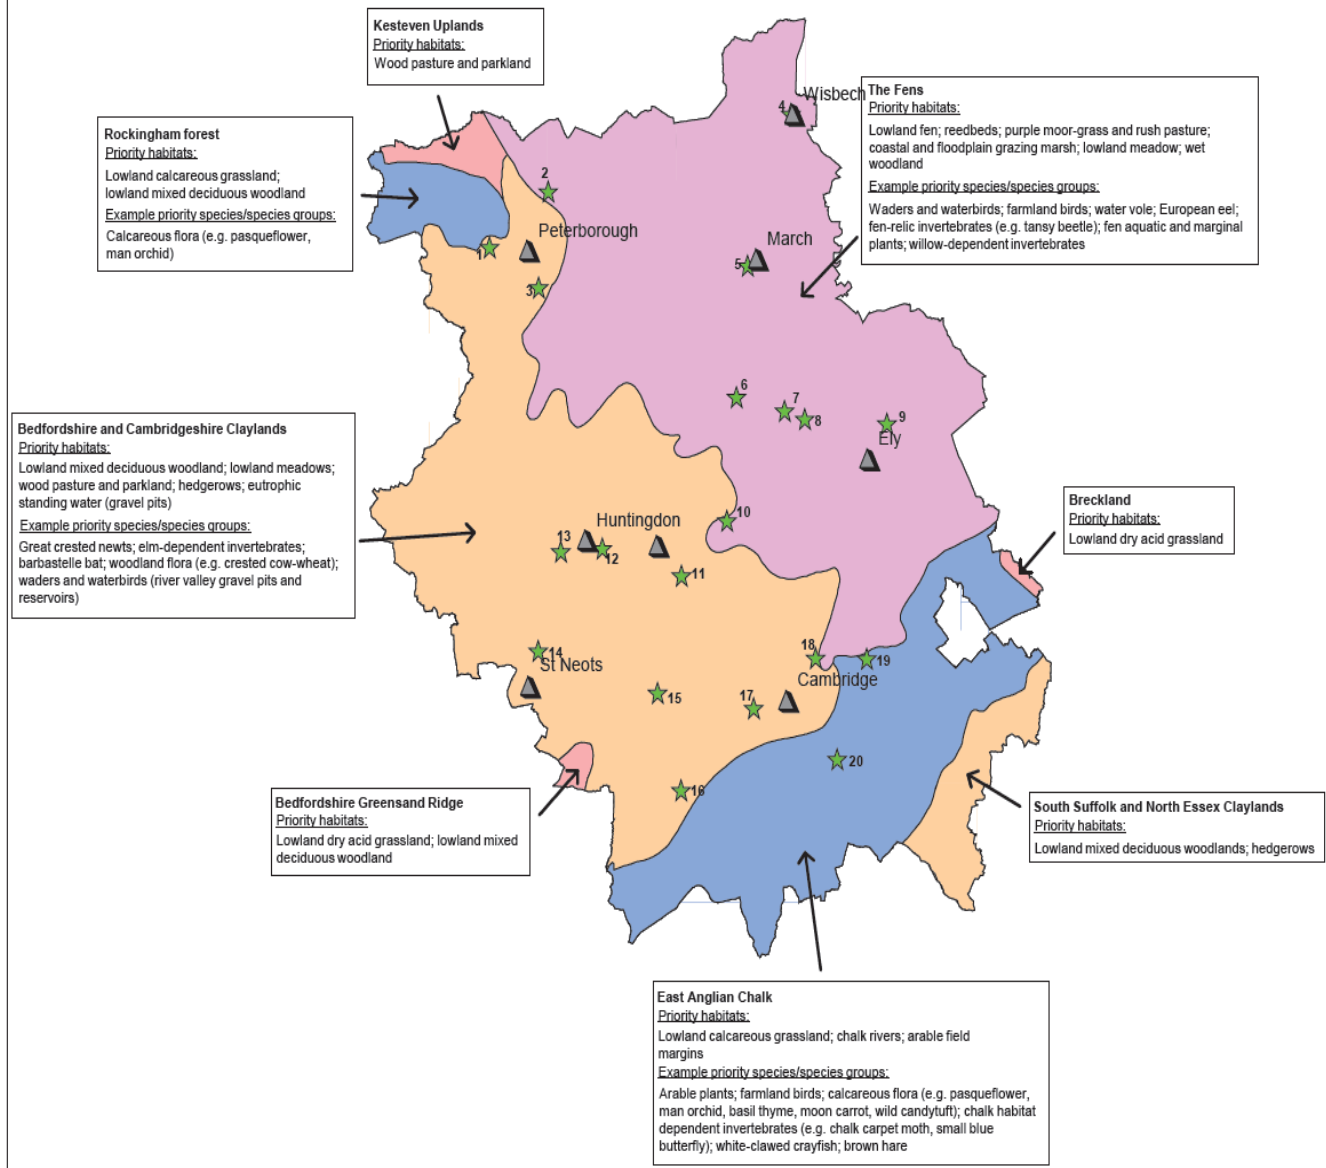 Kesteven Uplands
Priority habitats:
Wood pasture and parkland
Rockingham forest
Priority habitats:
Lowland calcareous grassland;
lowland mixed deciduous woodland
Example priority species/species groups:
Calcareous flora (e.g. pasqueflower,
man orchid)
The Fens
Priority habitats:
Lowland fen; reedbeds; purple moor-grass and rush pasture;
coastal and floodplain grazing marsh; lowland meadow; wet
woodland
Example priority species/species groups:
Waders and waterbirds; farmland birds; water vole; European eel;
fen-relic invertebrates (e.g. tansy beetle); fen aquatic and marginal
plants; willow-dependent invertebrates
Wisbech
4
2
Peterborough
1
3
March
5
6
7
8
9
Ely
Bedfordshire and Cambridgeshire Claylands
Priority habitats:
Lowland mixed deciduous woodland; lowland meadows;
wood pasture and parkland; hedgerows; eutrophic
standing water (gravel pits)
Example priority species/species groups:
Great crested newts; elm-dependent invertebrates;
barbastelle bat; woodland flora (e.g. crested cow-wheat);
waders and waterbirds (river valley gravel pits and
reservoirs)
10
Huntingdon
13
12
11
Breckland
Priority habitats:
Lowland dry acid grassland
14
St Neots
15
18
19
Cambridge
17
20
16
Bedfordshire Greensand Ridge
Priority habitats:
Lowland dry acid grassland; lowland mixed
deciduous woodland
South Suffolk and North Essex Claylands
Priority habitats:
Lowland mixed deciduous woodlands; hedgerows
East Anglian Chalk
Priority habitats:
Lowland calcareous grassland; chalk rivers; arable field
margins
Example priority species/species groups:
Arable plants; farmland birds; calcareous flora (e.g. pasqueflower,
man orchid, basil thyme, moon carrot, wild candytuft); chalk habitat
dependent invertebrates (e.g. chalk carpet moth, small blue
butterfly); white-clawed crayfish; brown hare